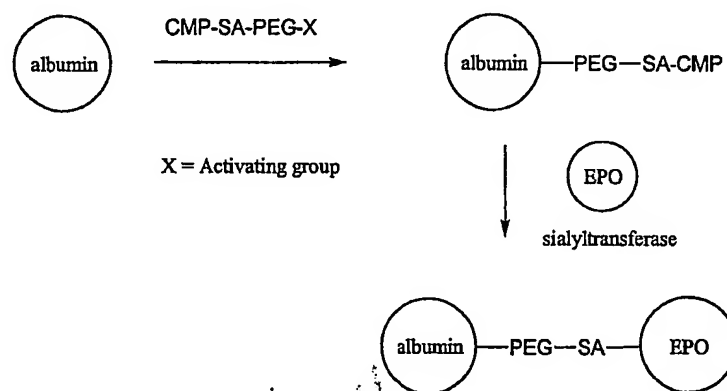 CMP-SA-PEG-X
albumin
albumin—PEG—SA-CMP
X = Activating group
EPO
sialyltransferase
albumin—PEG—SA—EPO